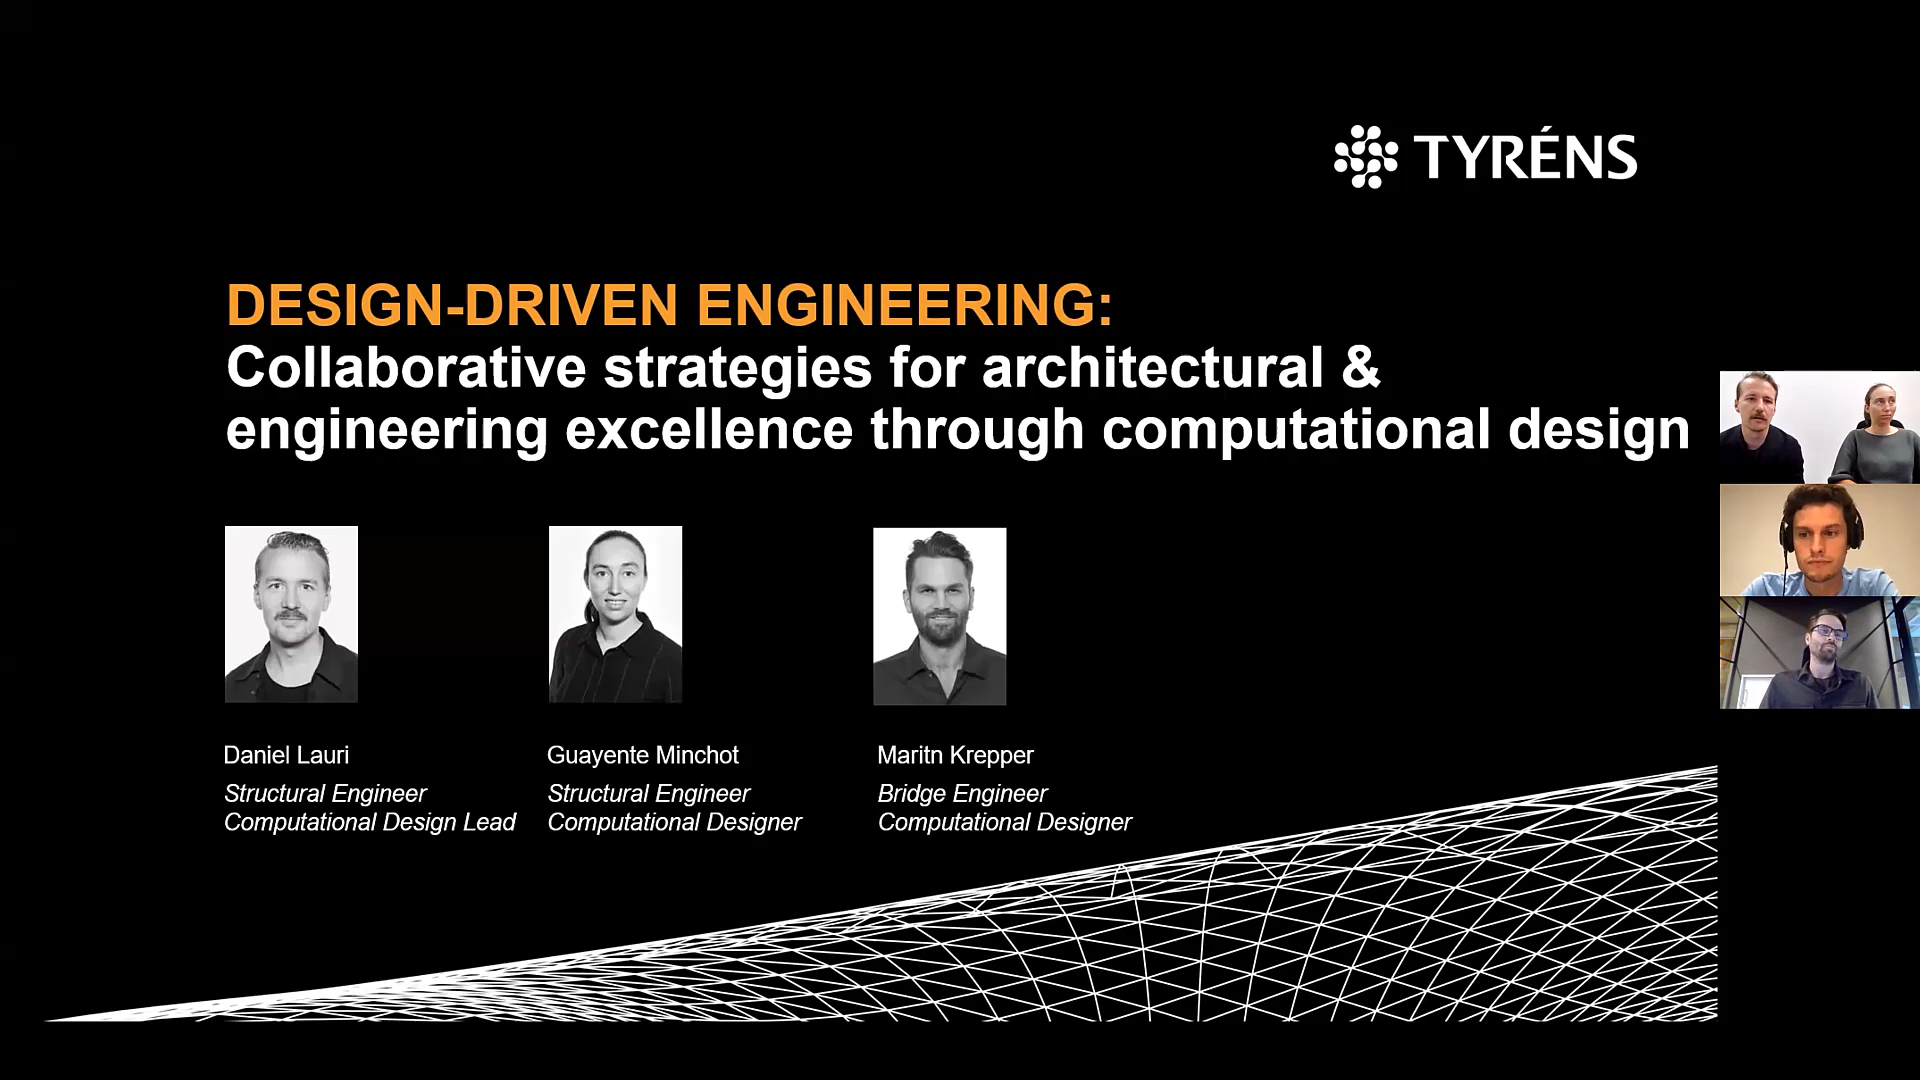 TYRÉNS
DESIGN-DRIVEN ENGINEERING:
Collaborative strategies for architectural &
engineering excellence through computational design
Daniel Lauri
Structural Engineer
Computational Design Lead
Guayente Minchot
Structural Engineer
Computational Designer
Maritn Krepper
Bridge Engineer
Computational Designer